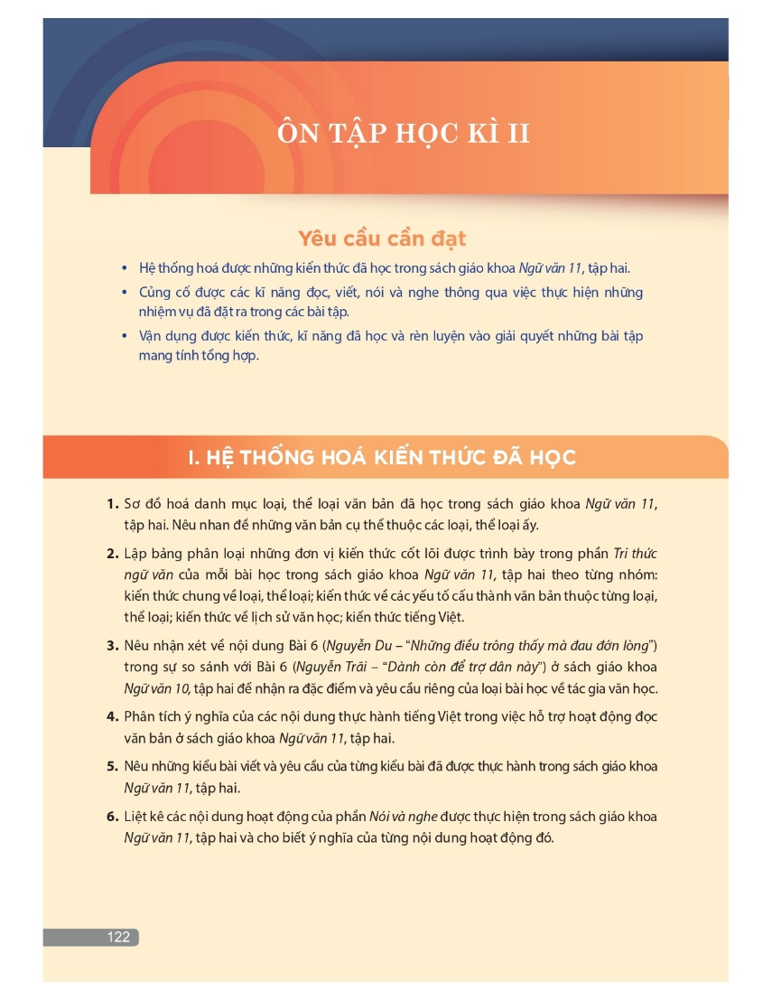 ÔN TẬP HỌC KÌ II
Yêu cầu cần đạt
• Hệ thống hoá được những kiến thức đã học trong sách giáo khoa Ngữ văn 11, tập hai.
• Củng cố được các kĩ năng đọc, viết, nói và nghe thông qua việc thực hiện những
nhiệm vụ đã đặt ra trong các bài tập.
• Vận dụng được kiến thức, kĩ năng đã học và rèn luyện vào giải quyết những bài tập
mang tính tổng hợp.
I. HỆ THỐNG HOÁ KIẾN THỨC ĐÃ HỌC
1. Sơ đồ hoá danh mục loại, thể loại văn bản đã học trong sách giáo khoa Ngữ văn 11,
tập hai. Nêu nhan đề những văn bản cụ thể thuộc các loại, thể loại ấy.
2. Lập bảng phân loại những đơn vị kiến thức cốt lõi được trình bày trong phần Tri thức
ngữ văn của mỗi bài học trong sách giáo khoa Ngữ văn 11, tập hai theo từng nhóm:
kiến thức chung về loại, thể loại; kiến thức về các yếu tố cấu thành văn bản thuộc từng loại,
thể loại; kiến thức về lịch sử văn học; kiến thức tiếng Việt.
3. Nêu nhận xét về nội dung Bài 6 (Nguyễn Du – “Những điều trông thấy mà đau đớn lòng”)
trong sự so sánh với Bài 6 (Nguyễn Trãi – “Dành còn để trợ dân này”) ở sách giáo khoa
Ngữ văn 10, tập hai để nhận ra đặc điểm và yêu cầu riêng của loại bài học về tác gia văn học.
4. Phân tích ý nghĩa của các nội dung thực hành tiếng Việt trong việc hỗ trợ hoạt động đọc
văn bản ở sách giáo khoa Ngữ văn 11, tập hai.
5. Nêu những kiểu bài viết và yêu cầu của từng kiểu bài đã được thực hành trong sách giáo khoa
Ngữ văn 11, tập hai.
6. Liệt kê các nội dung hoạt động của phần Nói và nghe được thực hiện trong sách giáo khoa
Ngữ văn 11, tập hai và cho biết ý nghĩa của từng nội dung hoạt động đó.
122